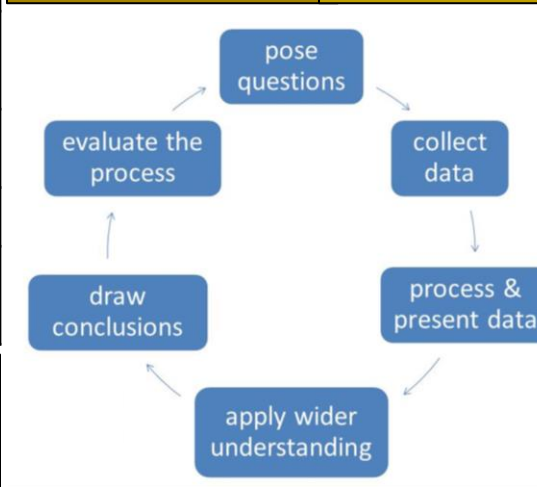 pose
questions
collect
data
process &
present data
apply wider
understanding
draw
conclusions
evaluate the
process